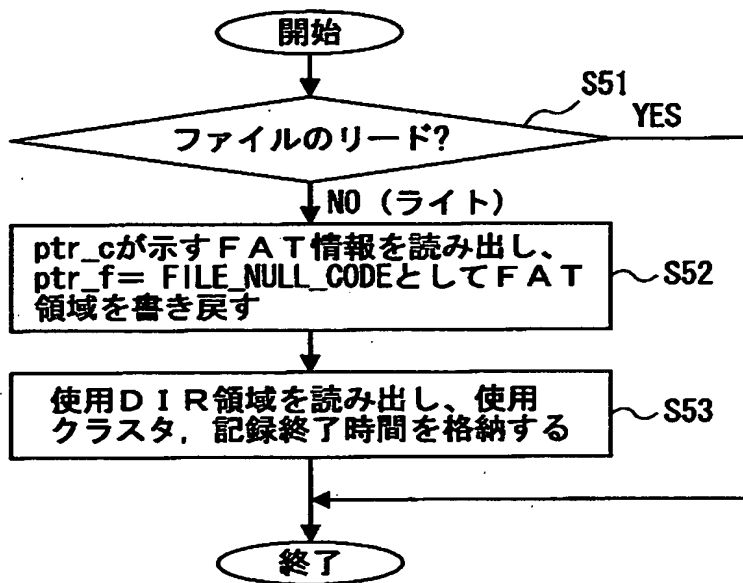 開始
S51
ファイルのリード?
YES
NO (ライト)
ptr_cが示すFAT情報を読み出し、
ptr_f= FILE_NULL_CODEとしてFAT
領域を書き戻す
S52
使用DIR領域を読み出し、使用
クラスタ,記録終了時間を格納する
S53
終了